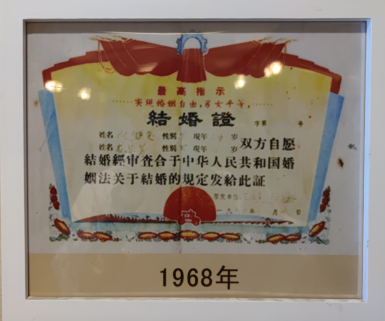 最高指示
实现婚姻自由,男女平等,
結婚證
姓名 性别 现年 岁
姓名 性别 现年 岁 双方自愿
結婚經审查合于中华人民共和国婚
姻法关于結婚的規定发給此証
1968年